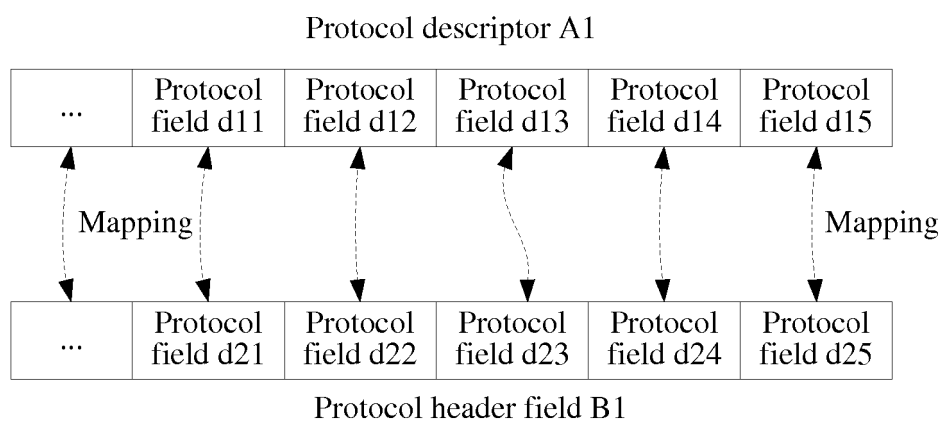 Protocol descriptor A1
...
Protocol
field d11
Protocol
field d12
Protocol
field d13
Protocol
field d14
Protocol
field d15
Mapping
Mapping
...
Protocol
field d21
Protocol
field d22
Protocol
field d23
Protocol
field d24
Protocol
field d25
Protocol header field B1